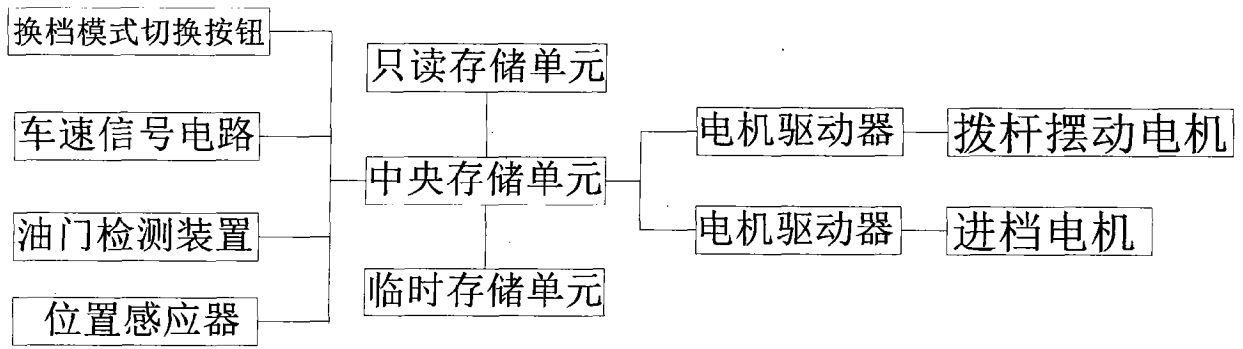 换档模式切换按钮
车速信号电路
油门检测装置
位置感应器
只读存储单元
中央存储单元
临时存储单元
电机驱动器
拨杆摆动电机
电机驱动器
进档电机